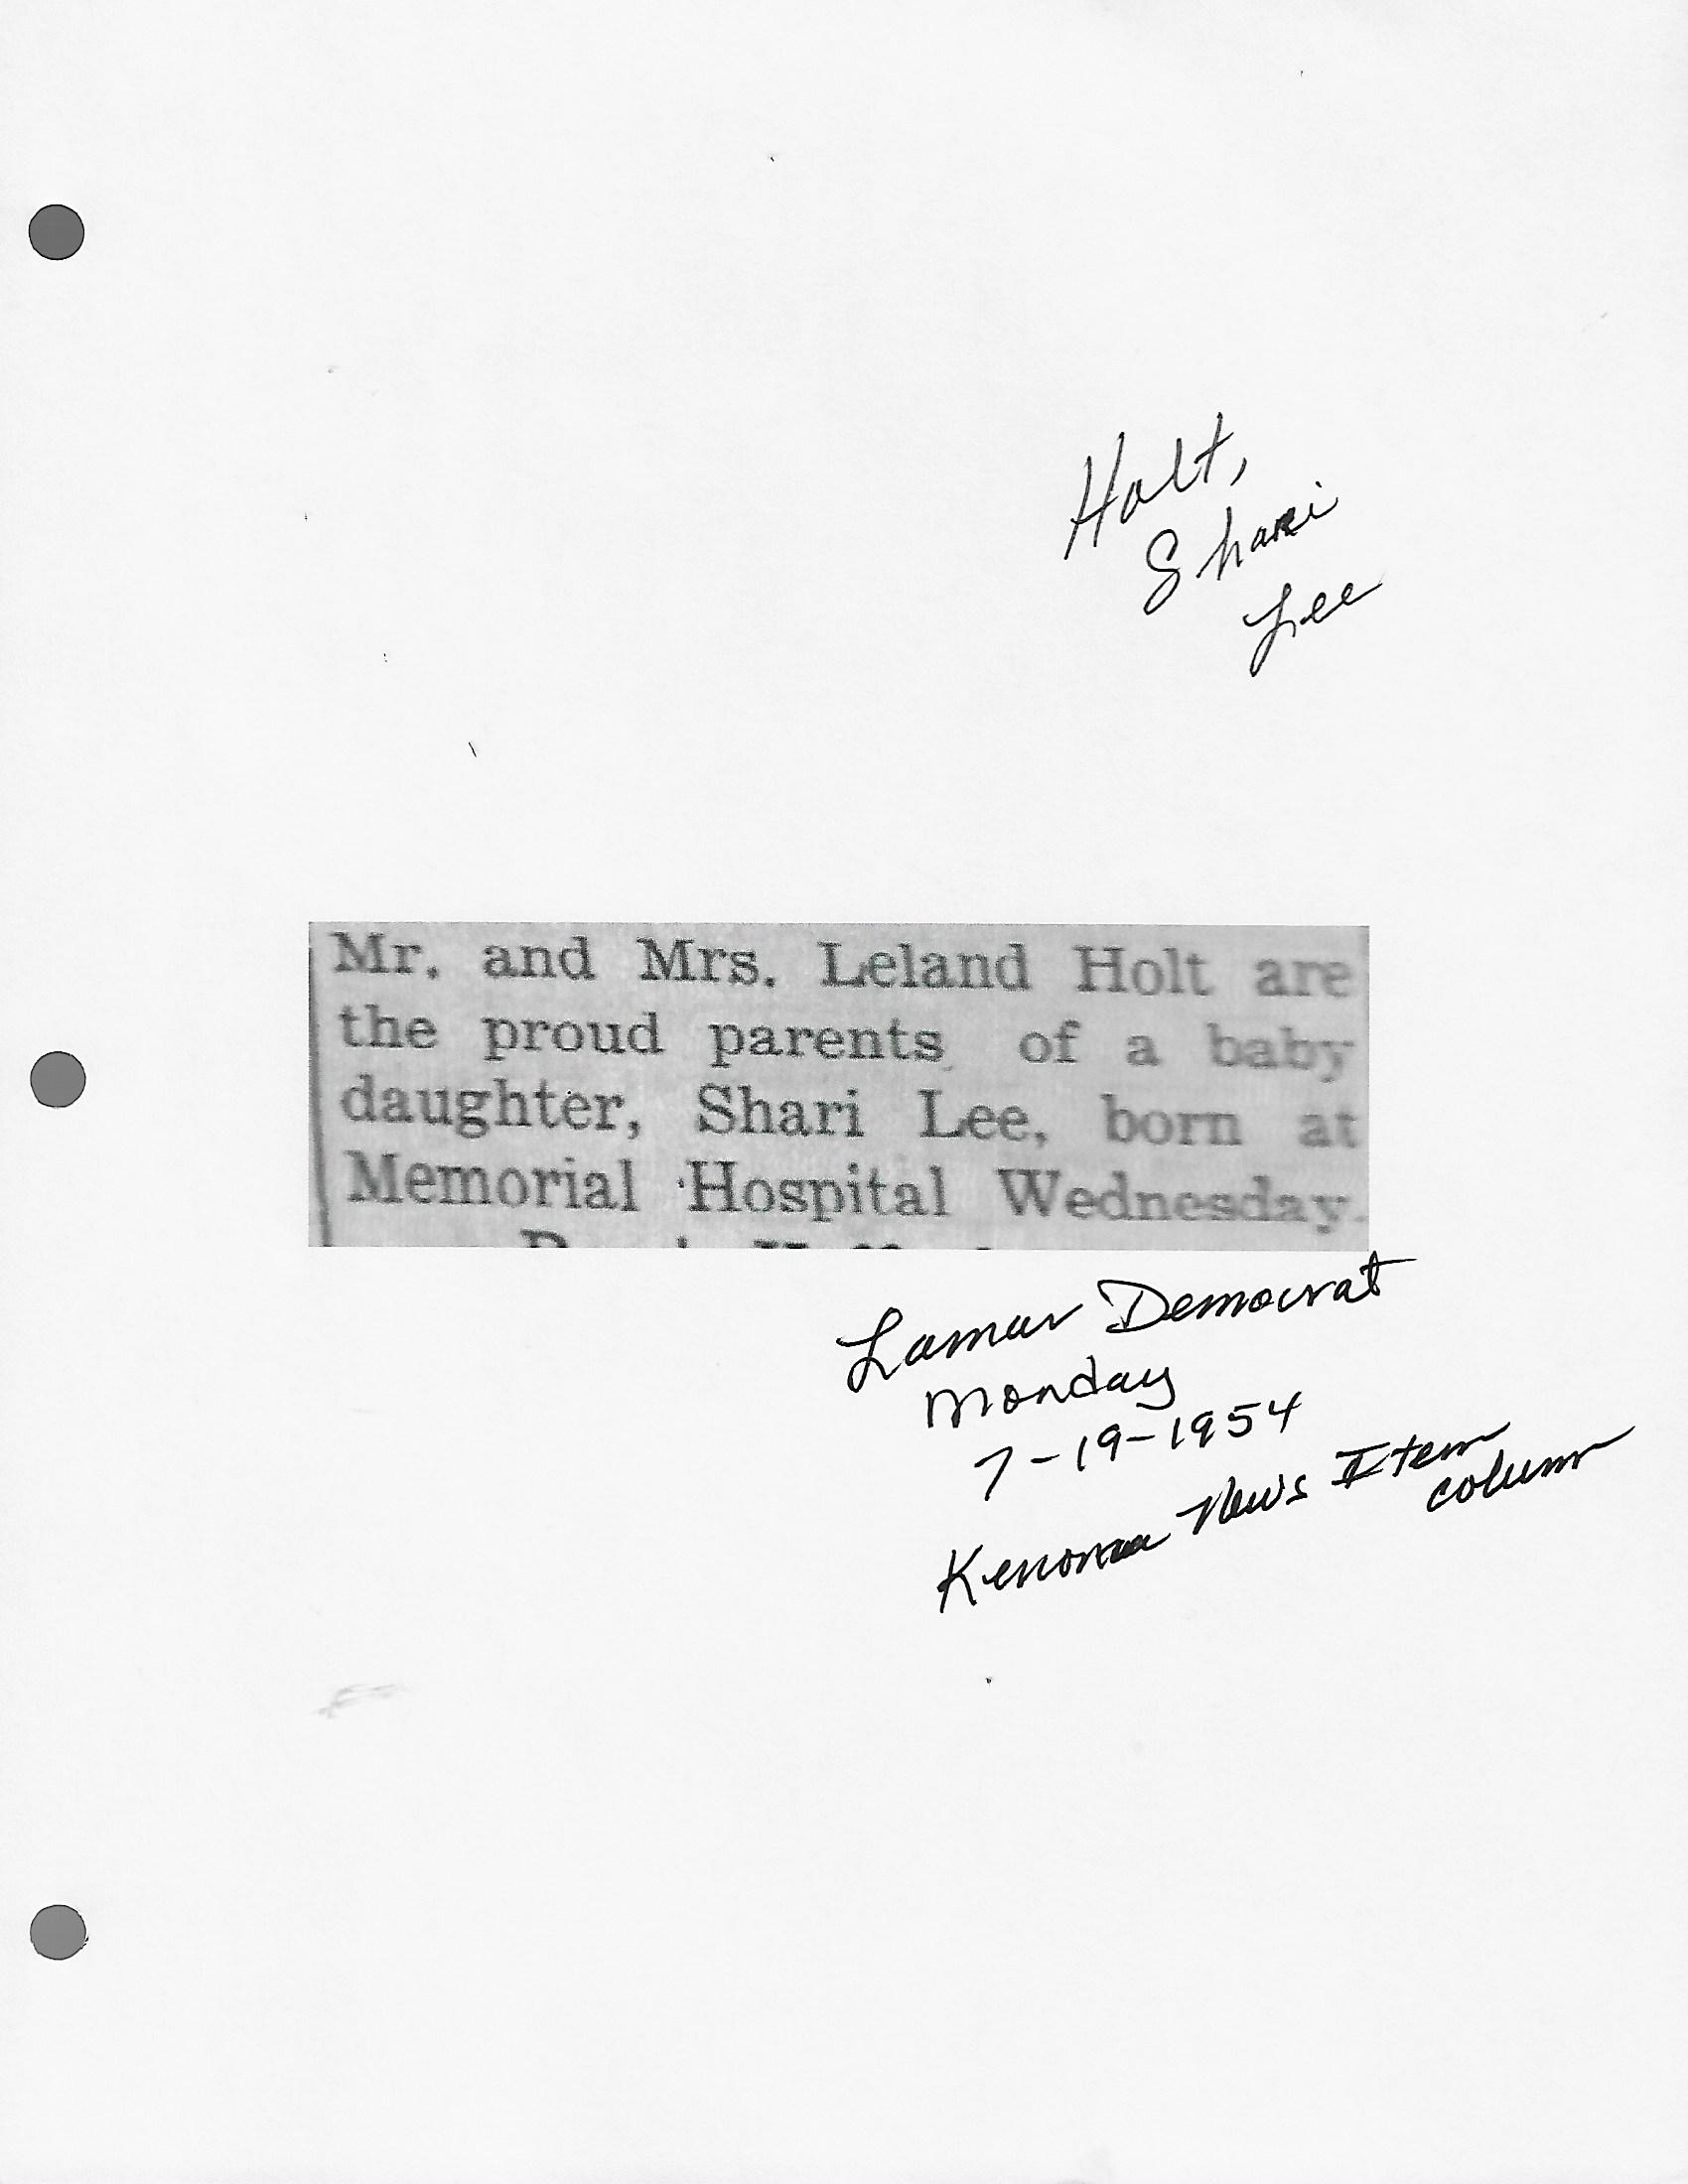 Holt,
Shari
Lee
Mr. and Mrs. Leland Holt are
the proud parents of a baby
daughter, Shari Lee, born at
Memorial Hospital Wednesday.
Lamar Democrat
Monday
7-19-1954
Kenoma News Item
column